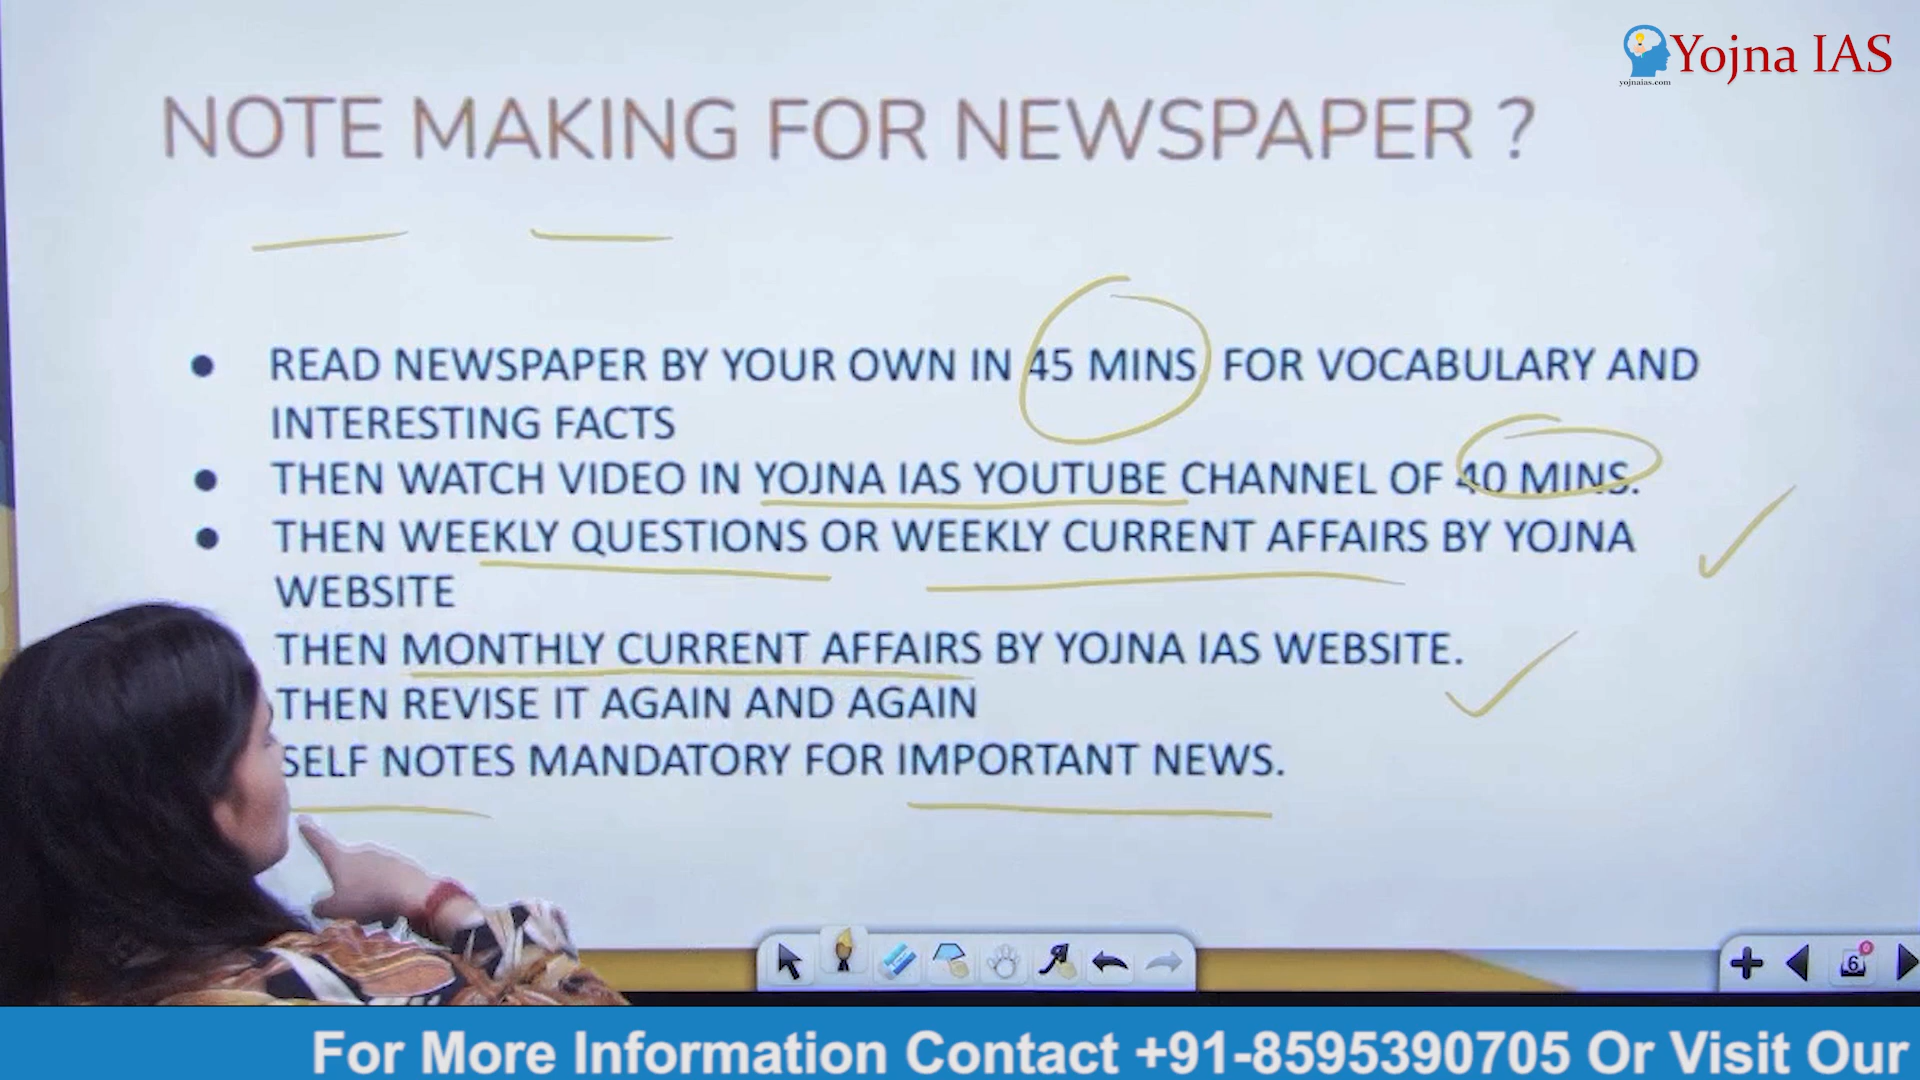 Yojna IAS
yojnaias.com
NOTE MAKING FOR NEWSPAPER ?
READ NEWSPAPER BY YOUR OWN IN 45 MINS FOR VOCABULARY AND
INTERESTING FACTS
THEN WATCH VIDEO IN YOJNA IAS YOUTUBE CHANNEL OF 40 MINS.
THEN WEEKLY QUESTIONS OR WEEKLY CURRENT AFFAIRS BY YOJNA
WEBSITE
THEN MONTHLY CURRENT AFFAIRS BY YOJNA IAS WEBSITE.
THEN REVISE IT AGAIN AND AGAIN
SELF NOTES MANDATORY FOR IMPORTANT NEWS.
6
For More Information Contact +91-8595390705 Or Visit Our